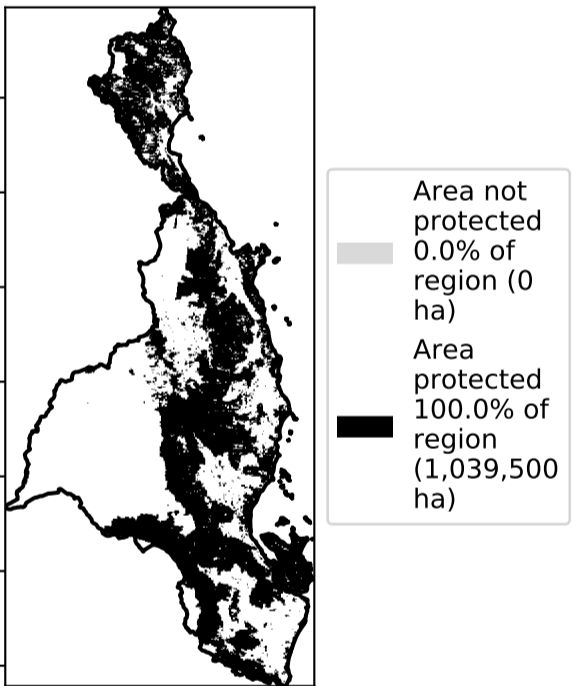 Area not
protected
0.0% of
region (0
ha)
Area
protected
100.0% of
region
(1,039,500
ha)